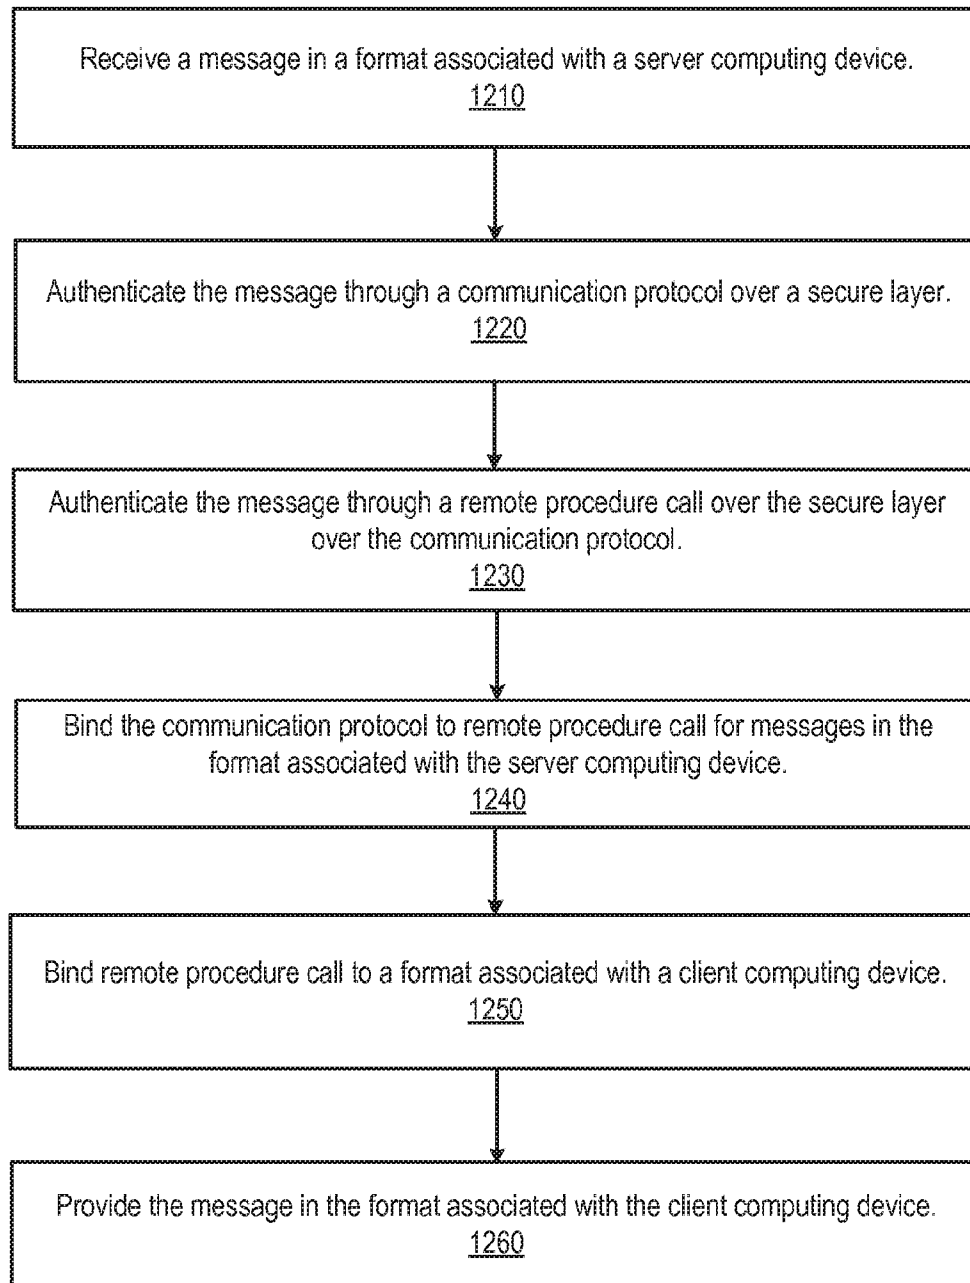 Receive a message in a format associated with a server computing device.
1210
Authenticate the message through a communication protocol over a secure layer.
1220
Authenticate the message through a remote procedure call over the secure layer
over the communication protocol.
1230
Bind the communication protocol to remote procedure call for messages in the
format associated with the server computing device.
1240
Bind remote procedure call to a format associated with a client computing device.
1250
Provide the message in the format associated with the client computing device.
1260